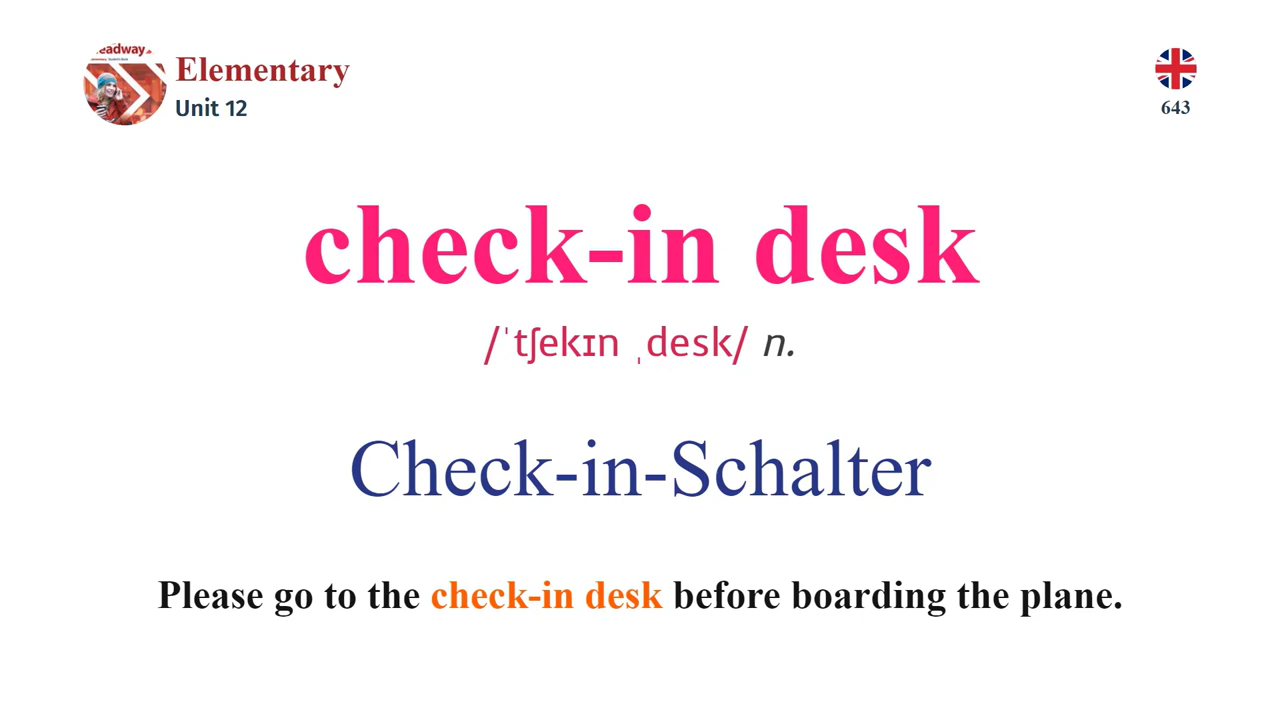 eadway
Elementary
Unit 12
643
check-in desk
/ˈtʃekɪn ˌdesk/ n.
Check-in-Schalter
Please go to the check-in desk before boarding the plane.